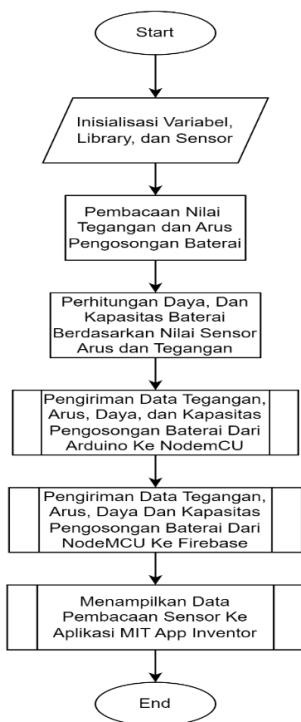 Start
Inisialisasi Variabel,
Library, dan Sensor
Pembacaan Nilai
Tegangan dan Arus
Pengosongan Baterai
Perhitungan Daya, Dan
Kapasitas Baterai
Berdasarkan Nilai Sensor
Arus dan Tegangan
Pengiriman Data Tegangan,
Arus, Daya, dan Kapasitas
Pengosongan Baterai Dari
Arduino Ke NodemCU
Pengiriman Data Tegangan,
Arus, Daya Dan Kapasitas
Pengosongan Baterai Dari
NodeMCU Ke Firebase
Menampilkan Data
Pembacaan Sensor Ke
Aplikasi MIT App Inventor
End